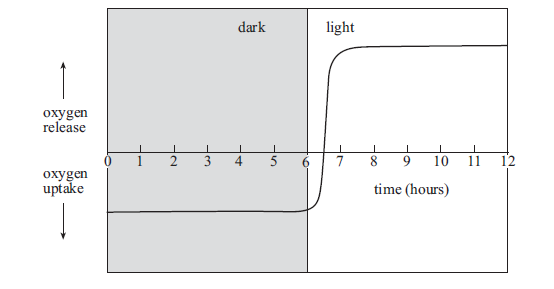 dark
light
oxygen
release
0 1 2 3 4 5 6 7 8 9 10 11 12
oxygen
uptake
time (hours)